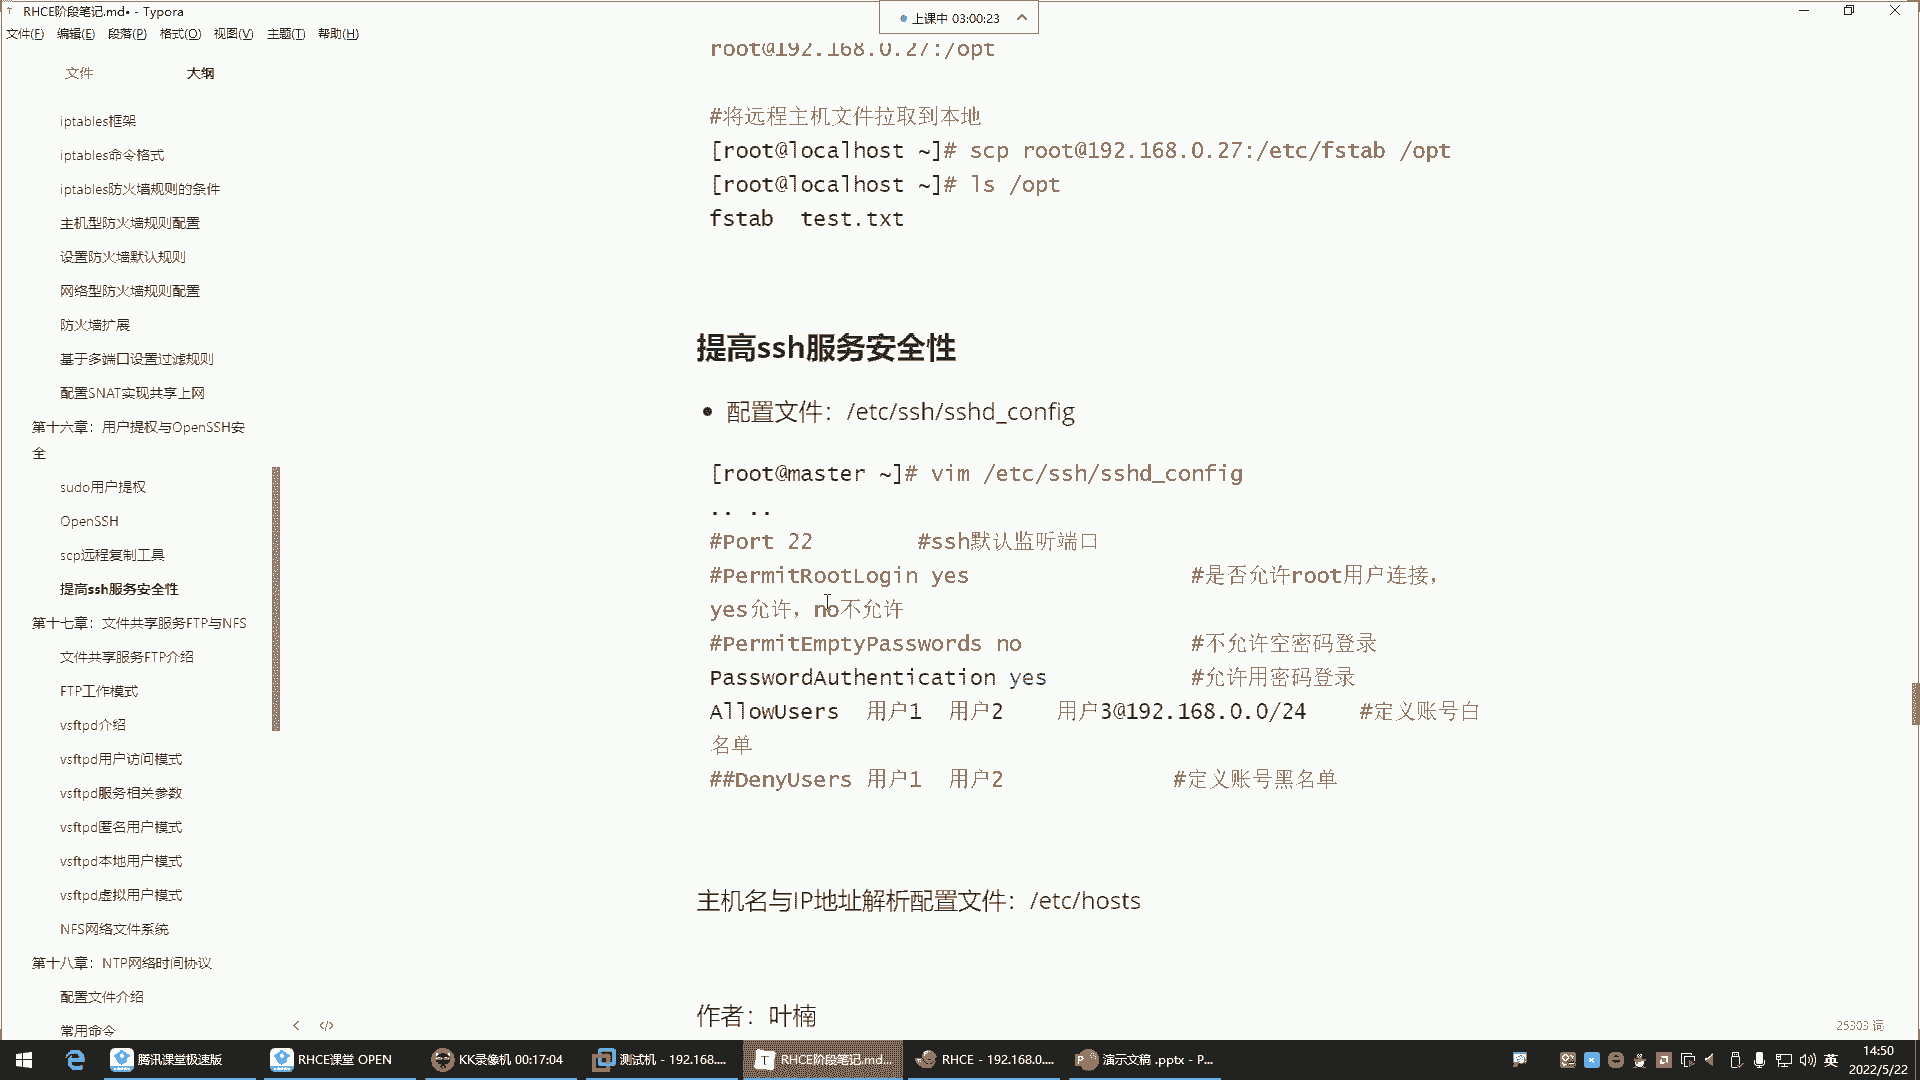 RHCE阶段笔记.md• - Typora
上课中 03:00:23
文件(F) 编辑(E) 段落(P) 格式(O) 视图(V) 主题(T) 帮助(H)
文件 大纲
iptables框架
iptables命令格式
iptables防火墙规则的条件
主机型防火墙规则配置
设置防火墙默认规则
网络型防火墙规则配置
防火墙扩展
基于多端口设置过滤规则
配置SNAT实现共享上网
第十六章：用户提权与OpenSSH安
全
sudo用户提权
OpenSSH
scp远程复制工具
提高ssh服务安全性
第十七章：文件共享服务FTP与NFS
文件共享服务FTP介绍
FTP工作模式
vsftpd介绍
vsftpd用户访问模式
vsftpd服务相关参数
vsftpd匿名用户模式
vsftpd本地用户模式
vsftpd虚拟用户模式
NFS网络文件系统
第十八章：NTP网络时间协议
配置文件介绍
常用命令
root@192.168.0.27:/opt
#将远程主机文件拉取到本地
[root@localhost ~]# scp root@192.168.0.27:/etc/fstab /opt
[root@localhost ~]# ls /opt
fstab  test.txt
提高ssh服务安全性
• 配置文件：/etc/ssh/sshd_config
[root@master ~]# vim /etc/ssh/sshd_config
.. ..
#Port 22 #ssh默认监听端口
#PermitRootLogin yes #是否允许root用户连接，
yes允许，no不允许
#PermitEmptyPasswords no #不允许空密码登录
PasswordAuthentication yes #允许用密码登录
AllowUsers 用户1 用户2 用户3@192.168.0.0/24 #定义账号白
名单
##DenyUsers 用户1 用户2 #定义账号黑名单
主机名与IP地址解析配置文件：/etc/hosts
作者：叶楠
25303 词
腾讯课堂极速版 RHCE课堂 OPEN KK录像机 00:17:04 测试机 - 192.168.... RHCE阶段笔记.md... RHCE - 192.168.0.... 演示文稿 .pptx - P... 英 14:50
2022/5/22